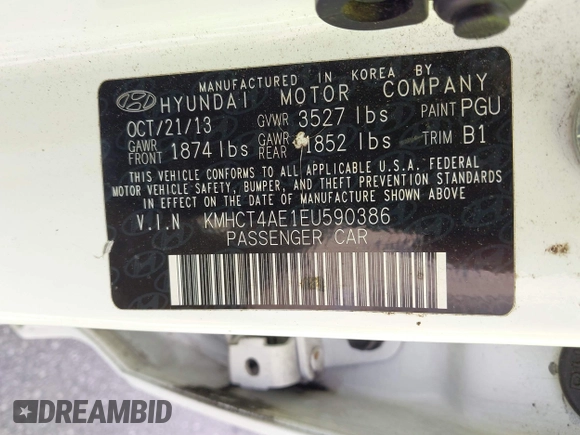 MANUFACTURED IN KOREA BY
HYUNDAI MOTOR COMPANY
OCT/21/13 GVWR 3527 lbs PAINT PGU
GAWR FRONT 1874 lbs GAWR REAR 1852 lbs TRIM B1
THIS VEHICLE CONFORMS TO ALL APPLICABLE U.S.A. FEDERAL
MOTOR VEHICLE SAFETY, BUMPER, AND THEFT PREVENTION STANDARDS
IN EFFECT ON THE DATE OF MANUFACTURE SHOWN ABOVE
V.I.N KMHCT4AE1EU590386
PASSENGER CAR
DREAMBID